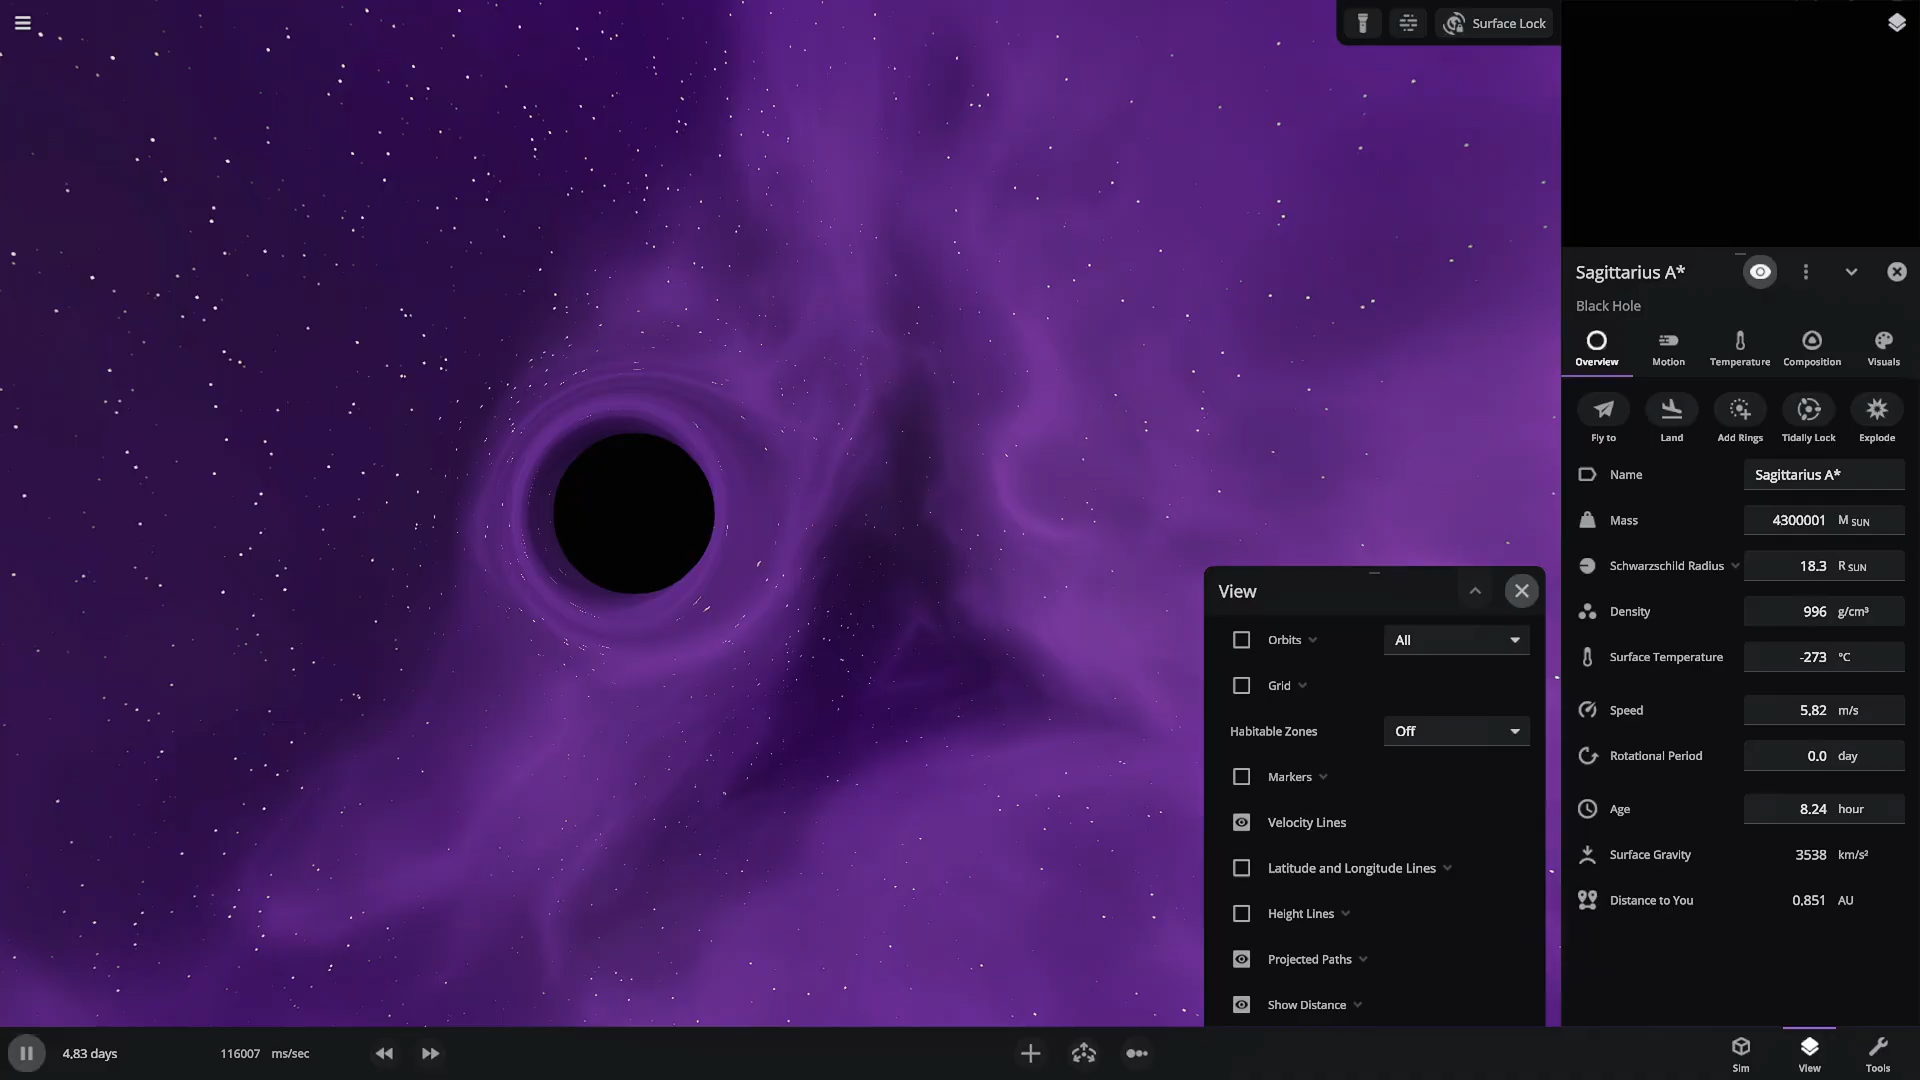 Surface Lock
Sagittarius A*
Black Hole
Overview Motion Temperature Composition Visuals
Fly to Land Add Rings Tidally Lock Explode
Name Sagittarius A*
Mass 4300001 M SUN
Schwarzschild Radius 18.3 R SUN
Density 996 g/cm³
Surface Temperature -273 °C
Speed 5,82 m/s
Rotational Period 0.0 day
Age 8.24 hour
Surface Gravity 3538 km/s²
Distance to You 0,851 AU
View
Orbits All
Grid
Habitable Zones Off
Markers
Velocity Lines
Latitude and Longitude Lines
Height Lines
Projected Paths
Show Distance
4,83 days 116007 ms/sec
Sim View Tools